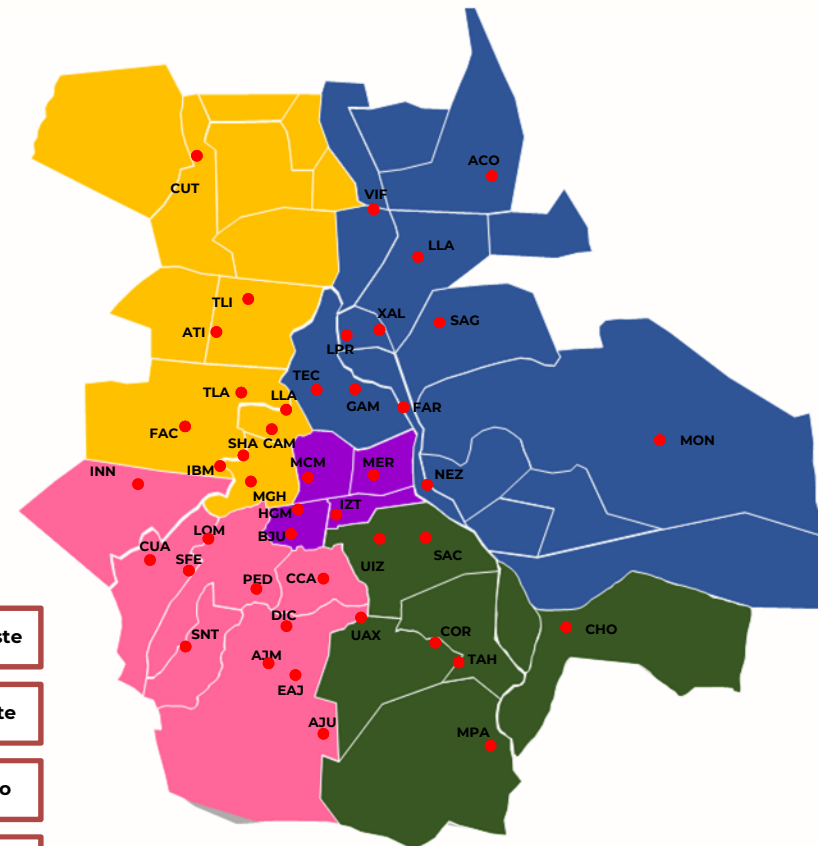 ACO
CUT
VIF
LLA
TLI
XAL
SAG
ATI
LPR
TEC
TLA
LLA
GAM
FAR
FAC
SHA
CAM
MON
INN
IBM
MCM
MER
NEZ
MGH
HGM
IZT
LOM
BJU
CUA
SFE
UIZ
SAC
PED
CCA
ste
DIC
CHO
SNT
UAX
COR
AJM
TAH
EAJ
te
AJU
MPA
o